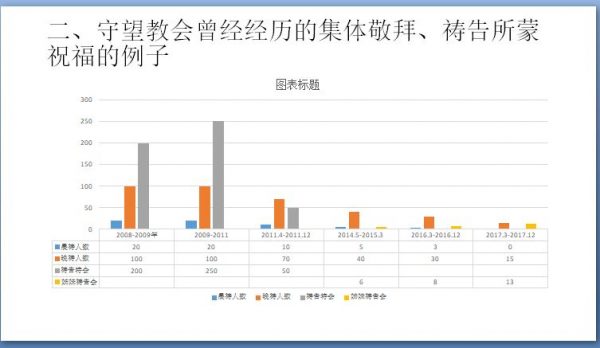 二、守望教会曾经经历的集体敬拜、祷告所蒙
祝福的例子
图表标题
300
250
200
150
100
50
0
2008-2009年 2009-2011 2011.4-2011.12 2014.5-2015.3 2016.3-2016.12 2017.3-2017.12
晨祷人数 20 20 10 5 3 0
晚祷人数 100 100 70 40 30 15
祷告特会 200 250 50
姊妹祷告会 6 8 13
晨祷人数 晚祷人数 祷告特会 姊妹祷告会